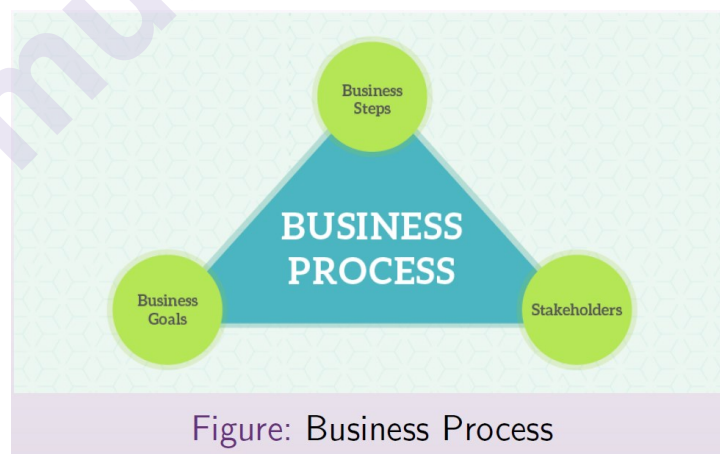 Business
Steps
BUSINESS
PROCESS
Business
Goals
Stakeholders
Figure: Business Process